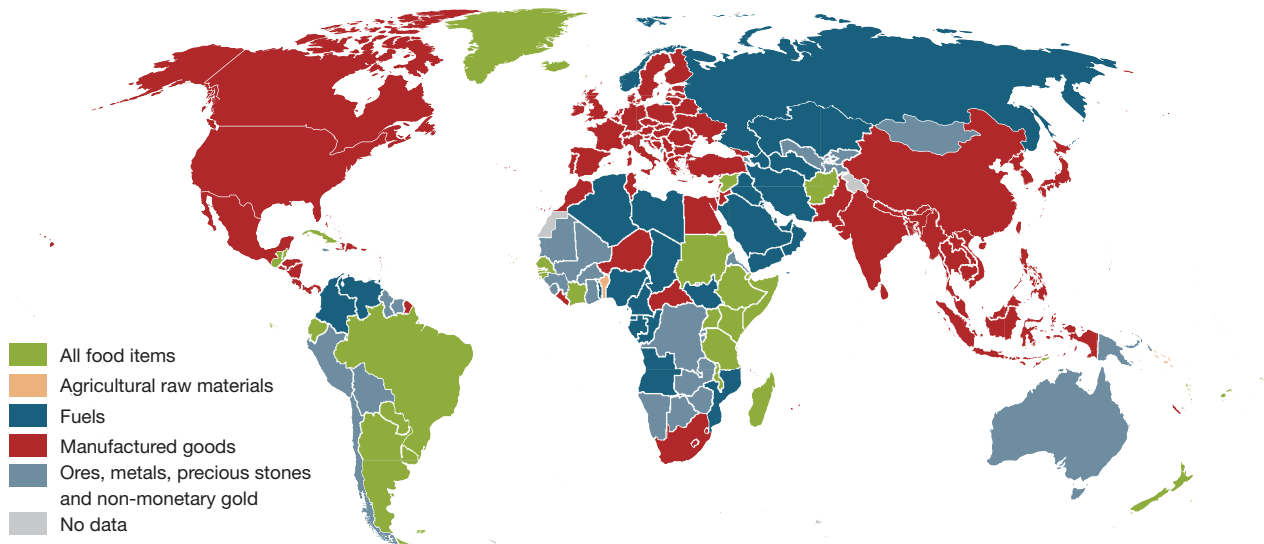 All food items
Agricultural raw materials
Fuels
Manufactured goods
Ores, metals, precious stones
and non-monetary gold
No data